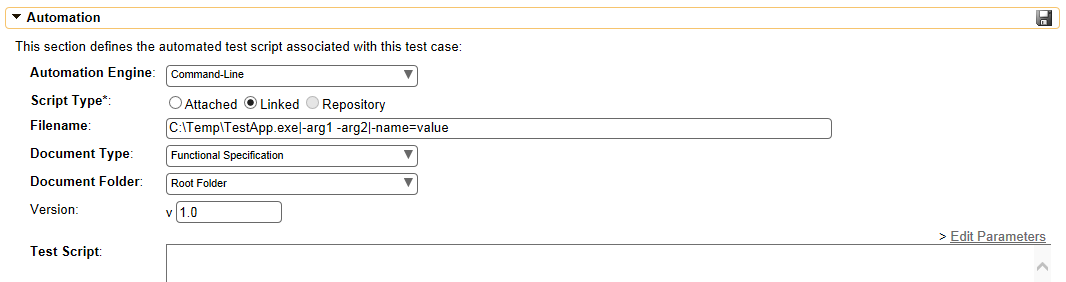 Automation
This section defines the automated test script associated with this test case:
Automation Engine: Command-Line
Script Type*: Attached Linked Repository
Filename: C:\Temp\TestApp.exe|-arg1 -arg2|-name=value
Document Type: Functional Specification
Document Folder: Root Folder
Version: v 1.0
> Edit Parameters
Test Script: